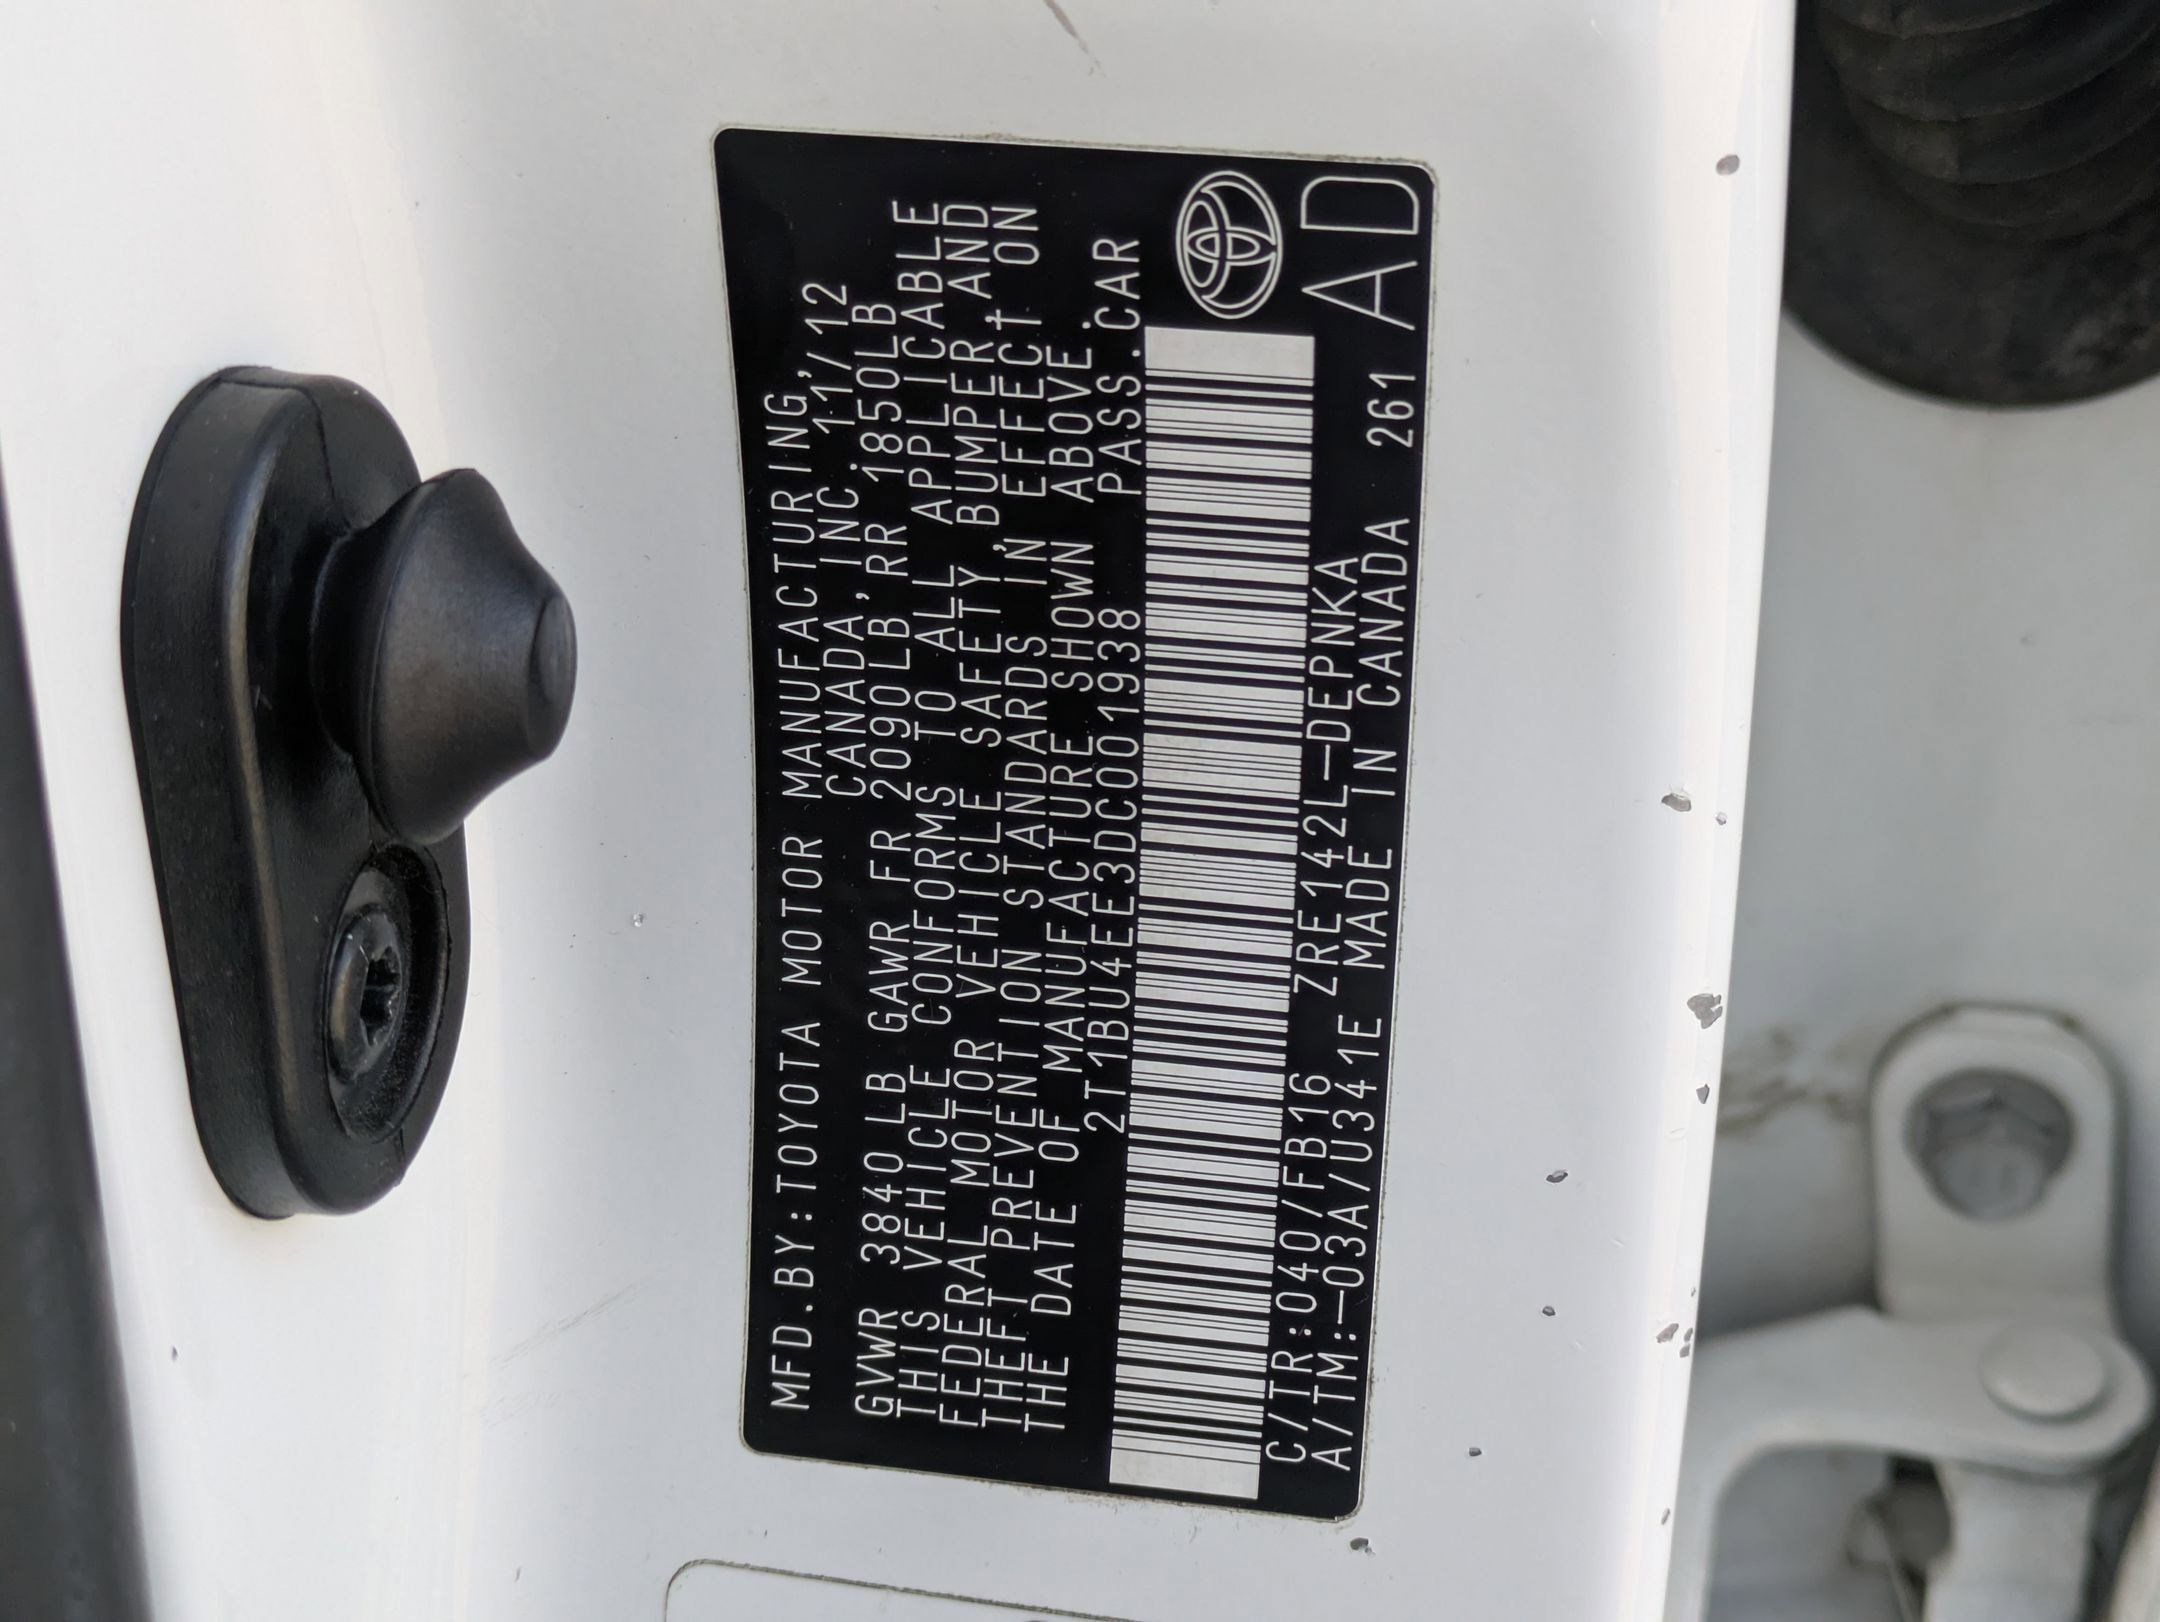 MFD.BY:TOYOTA MOTOR MANUFACTURING,
CANADA,INC. 11/12
GVWR 3840 LB GAWR FR 2090LB,RR 1850LB
THIS VEHICLE CONFORMS TO ALL APPLICABLE
FEDERAL MOTOR VEHICLE SAFETY, BUMPER,AND
THEFT PREVENTION STANDARDS IN EFFECT ON
THE DATE OF MANUFACTURE SHOWN ABOVE.
2T1BU4EE3DC001938 PASS.CAR
C/TR:040/FB16 ZRE142L-DEPNKA
A/TM:-03A/U341E MADE IN CANADA 261
AD